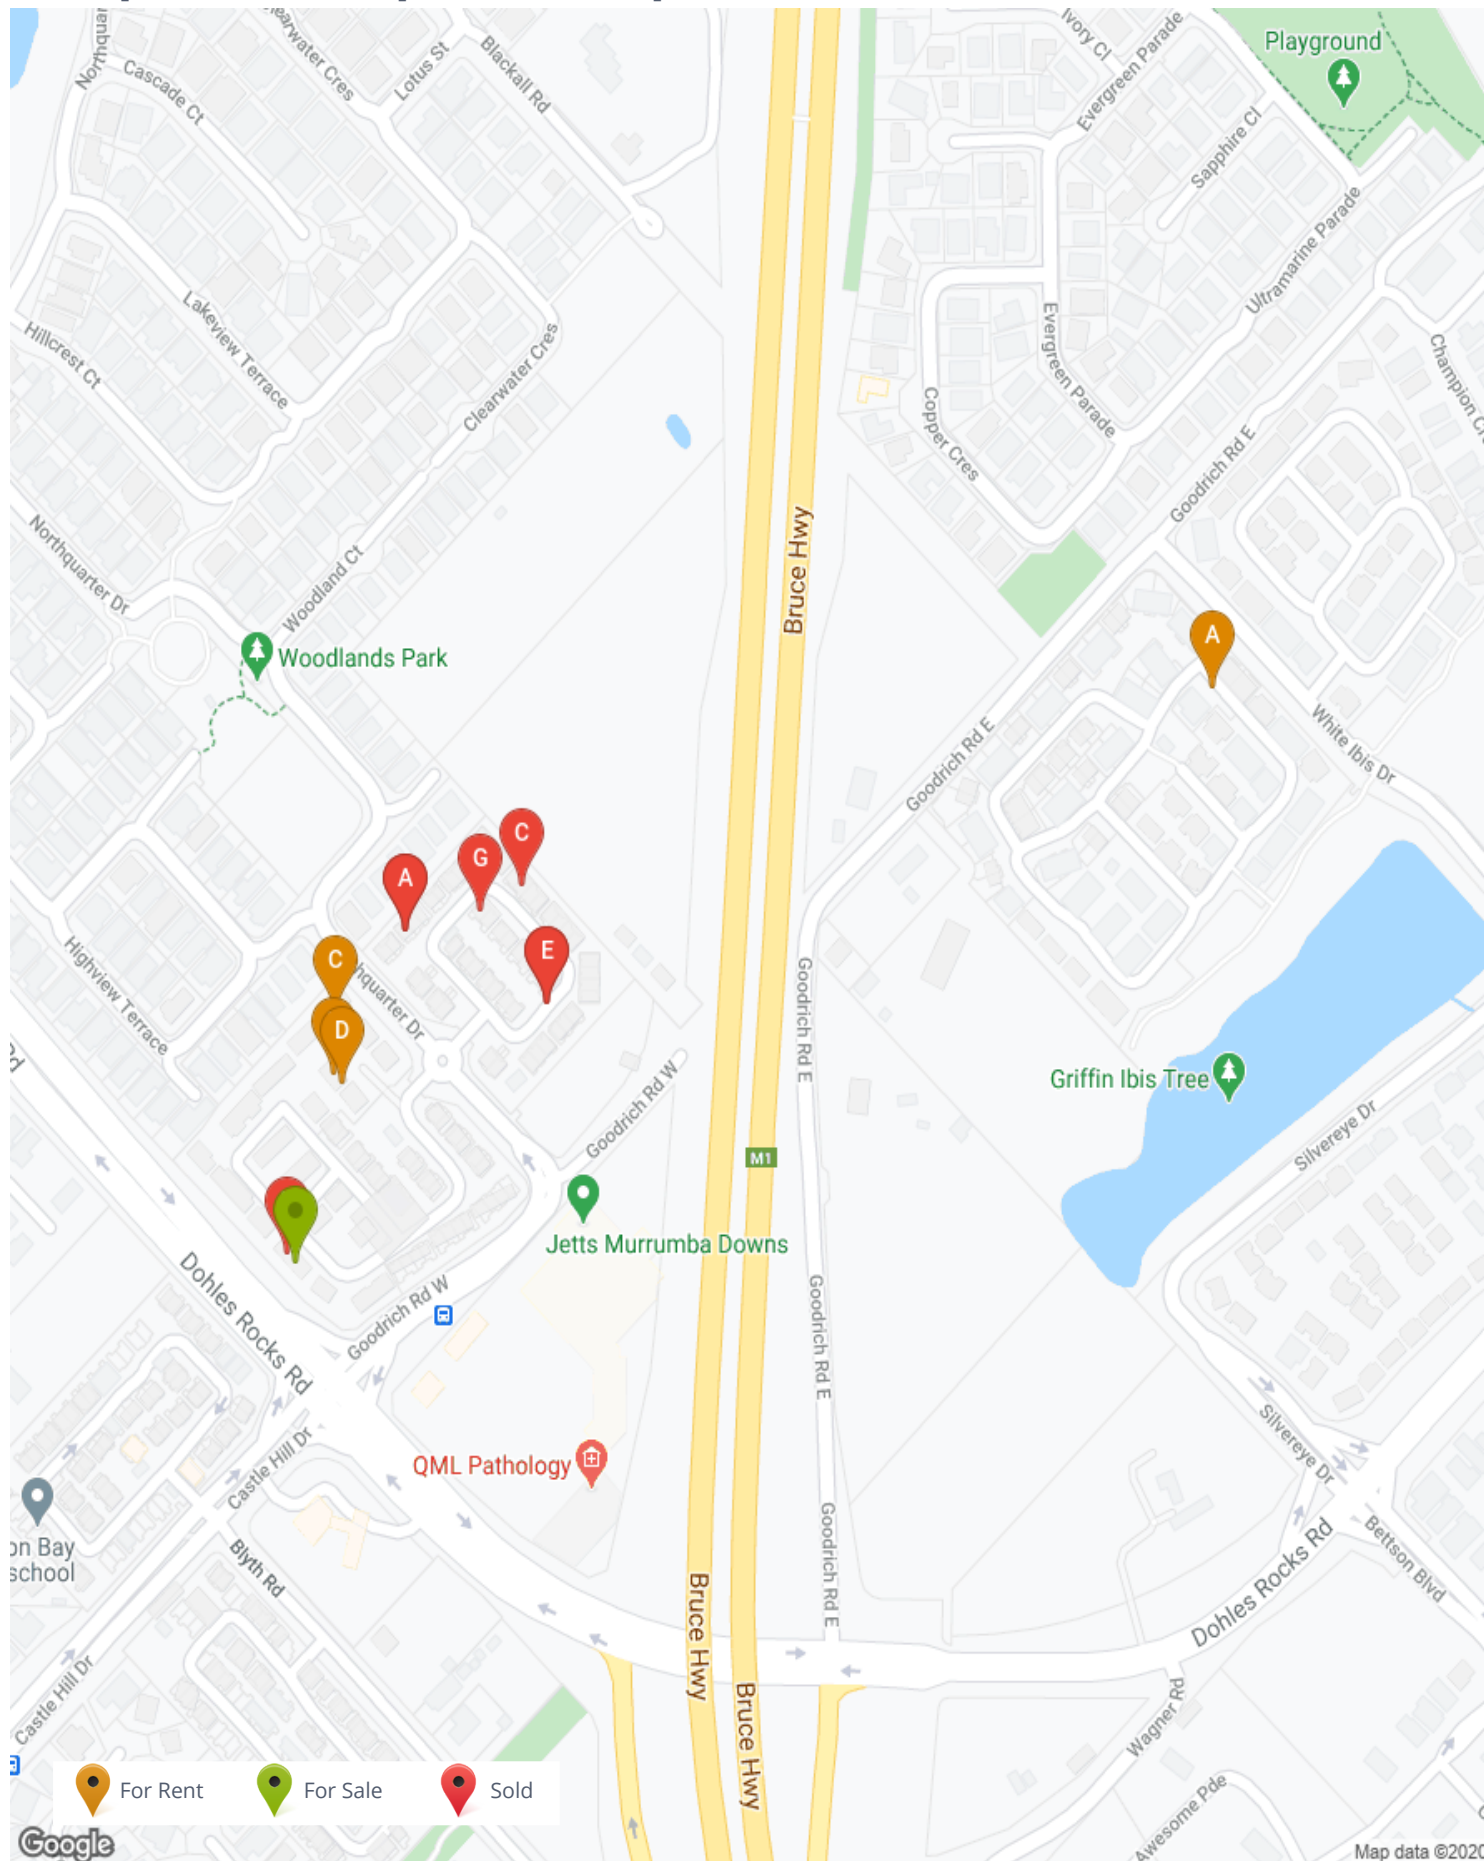 Playground
Ivory Cl
Evergreen Parade
Clearwater Cres
Lotus St
Blackall Rd
Cascade Ct
Sapphire Cl
Ultramarine Parade
Lakeview Terrace
Hillcrest Ct
Clearwater Cres
Evergreen Parade
Copper Cres
Goodrich Rd E
Northquarter Dr
Woodland Ct
Bruce Hwy
Woodlands Park
A
White Ibis Dr
Goodrich Rd E
C
G
A
E
C
hquarter Dr
Highview Terrace
D
Goodrich Rd E
Goodrich Rd W
Griffin Ibis Tree
Silvereye Dr
M1
Jetts Murrumba Downs
Dohles Rocks Rd
Goodrich Rd W
Goodrich Rd E
Silvereye Dr
Castle Hill Dr
QML Pathology
Goodrich Rd E
on Bay
school
Blyth Rd
Bettson Blvd
Dohles Rocks Rd
Bruce Hwy
Bruce Hwy
Castle Hill Dr
Wagner Rd
Awesome Pde
For Rent
For Sale
Sold
Google
Map data ©2020